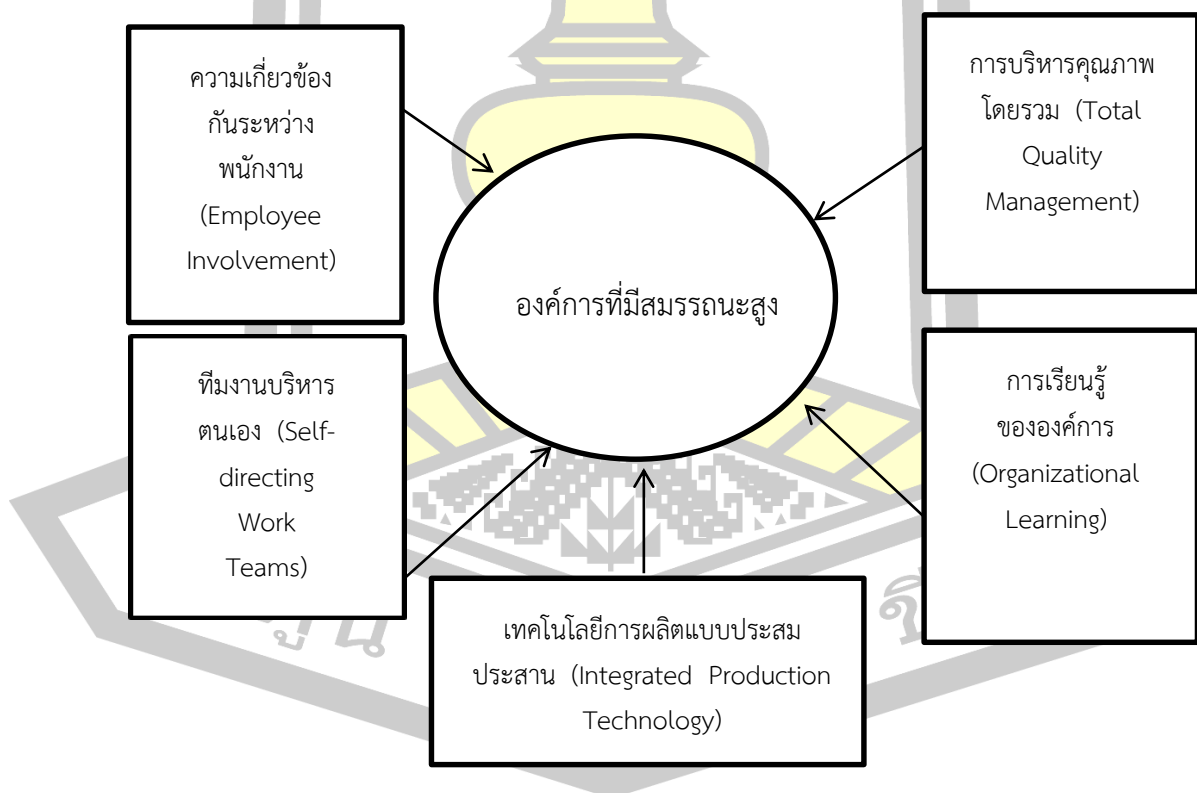 ความเกี่ยวข้อง
กันระหว่าง
พนักงาน
(Employee
Involvement)
การบริหารคุณภาพ
โดยรวม (Total
Quality
Management)
องค์การที่มีสมรรถนะสูง
ทีมงานบริหาร
ตนเอง (Self-
directing
Work
Teams)
การเรียนรู้
ขององค์การ
(Organizational
Learning)
เทคโนโลยีการผลิตแบบประสม
ประสาน (Integrated Production
Technology)